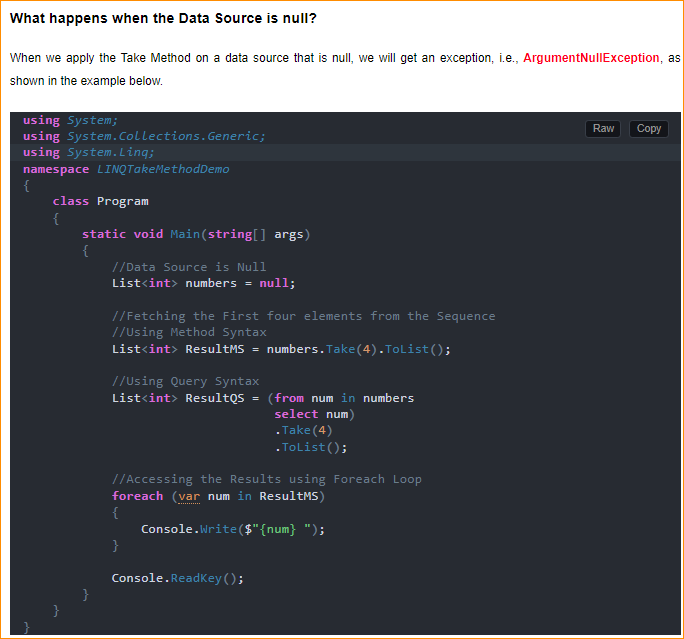 What happens when the Data Source is null?
When we apply the Take Method on a data source that is null, we will get an exception, i.e., ArgumentNullException, as
shown in the example below.
Raw Copy
using System;
using System.Collections.Generic;
using System.Linq;
namespace LINQTakeMethodDemo
{
    class Program
    {
        static void Main(string[] args)
        {
            //Data Source is Null
            List<int> numbers = null;
            //Fetching the First four elements from the Sequence
            //Using Method Syntax
            List<int> ResultMS = numbers.Take(4).ToList();
            //Using Query Syntax
            List<int> ResultQS = (from num in numbers
                                  select num)
                                  .Take(4)
                                  .ToList();
            //Accessing the Results using Foreach Loop
            foreach (var num in ResultMS)
            {
                Console.Write($"{num} ");
            }
            Console.ReadKey();
        }
    }
}